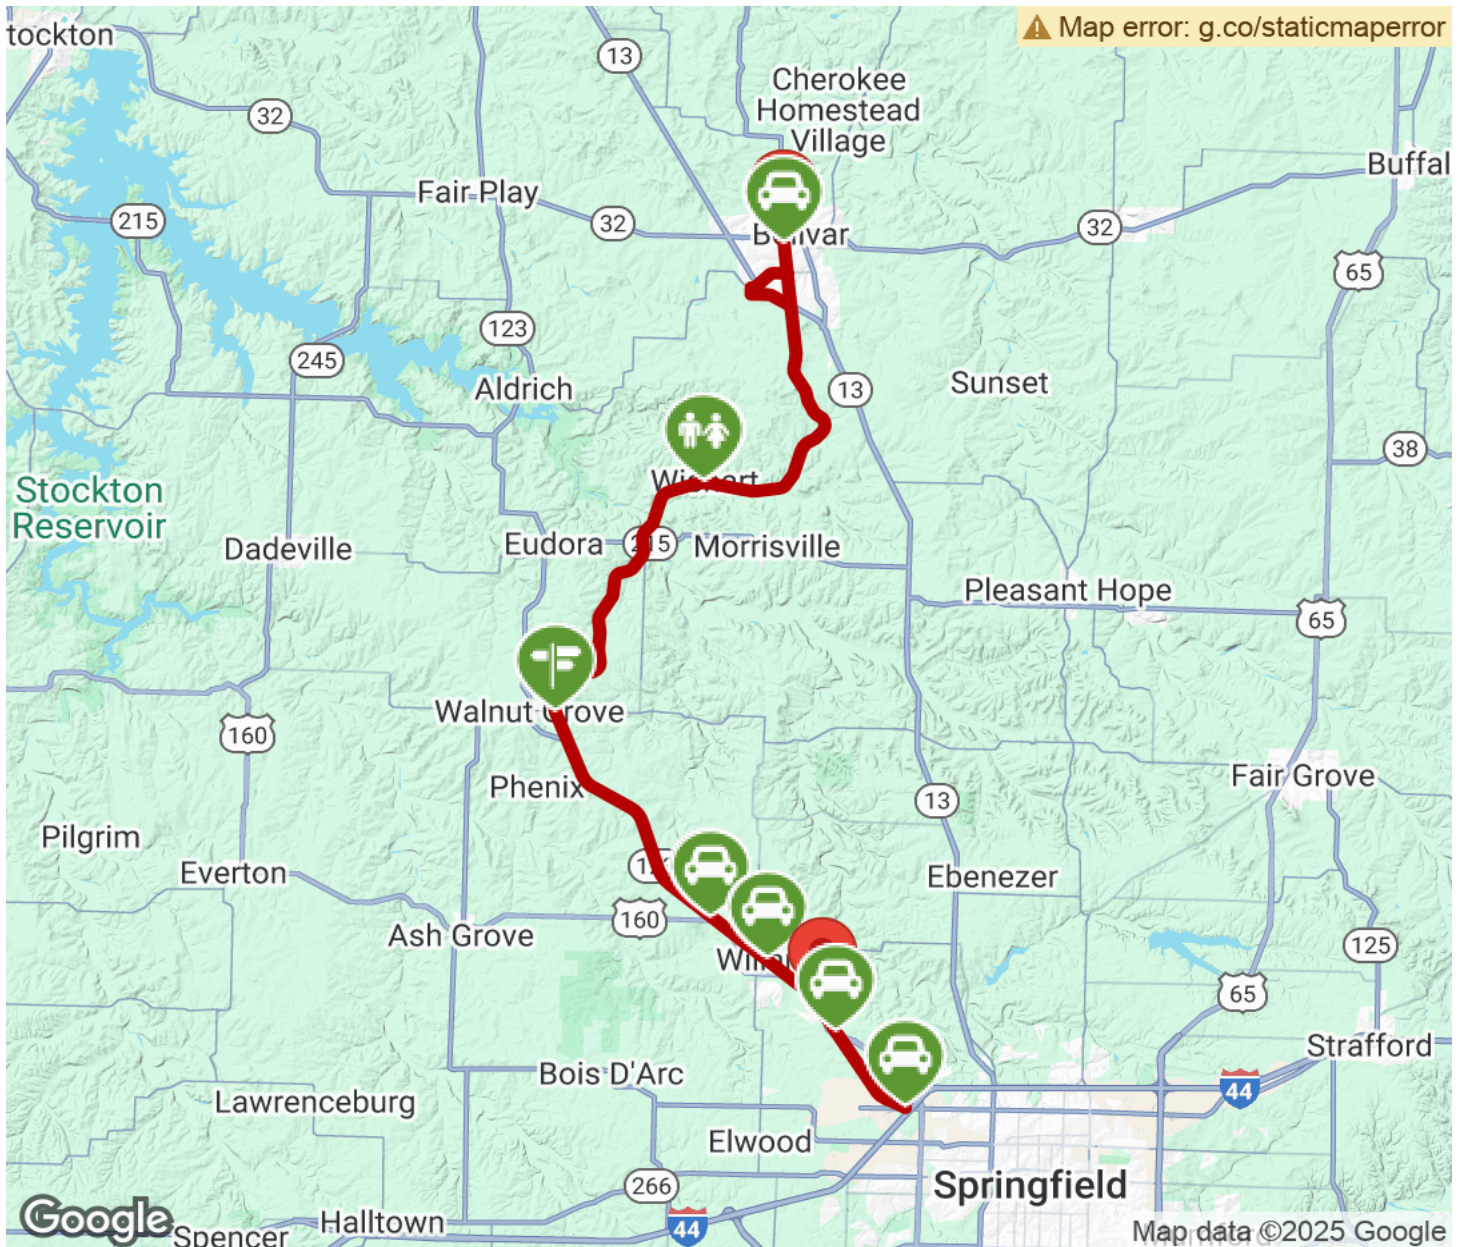 tockton
Map error: g.co/staticmaperror
13
Cherokee
Homestead
Village
32
Buffal
Fair Play
215
32
32
65
123
245
Aldrich
13
Sunset
38
Stockton
Reservoir
Dadeville
Eudora
Morrisville
Pleasant Hope
65
Walnut Grove
160
Phenix
Fair Grove
13
Pilgrim
Everton
Ebenezer
160
Ash Grove
125
65
Strafford
Bois D'Arc
44
Lawrenceburg
Elwood
266
Springfield
Google
Spencer
Halltown
44
Map data ©2025 Google